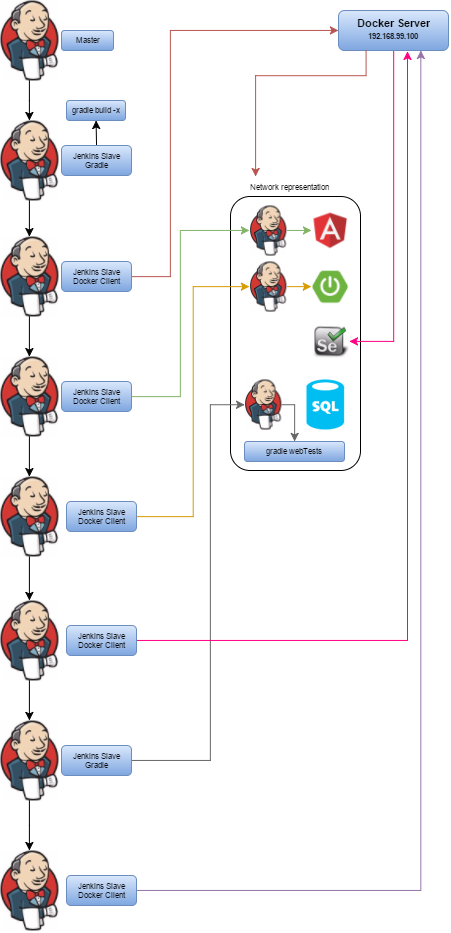 Docker Server
192.168.99.100
Master
gradle build -x
Jenkins Slave
Gradle
Network representation
Jenkins Slave
Docker Client
Se
Jenkins Slave
Docker Client
SQL
gradle webTests
Jenkins Slave
Docker Client
Jenkins Slave
Docker Client
Jenkins Slave
Gradle
Jenkins Slave
Docker Client